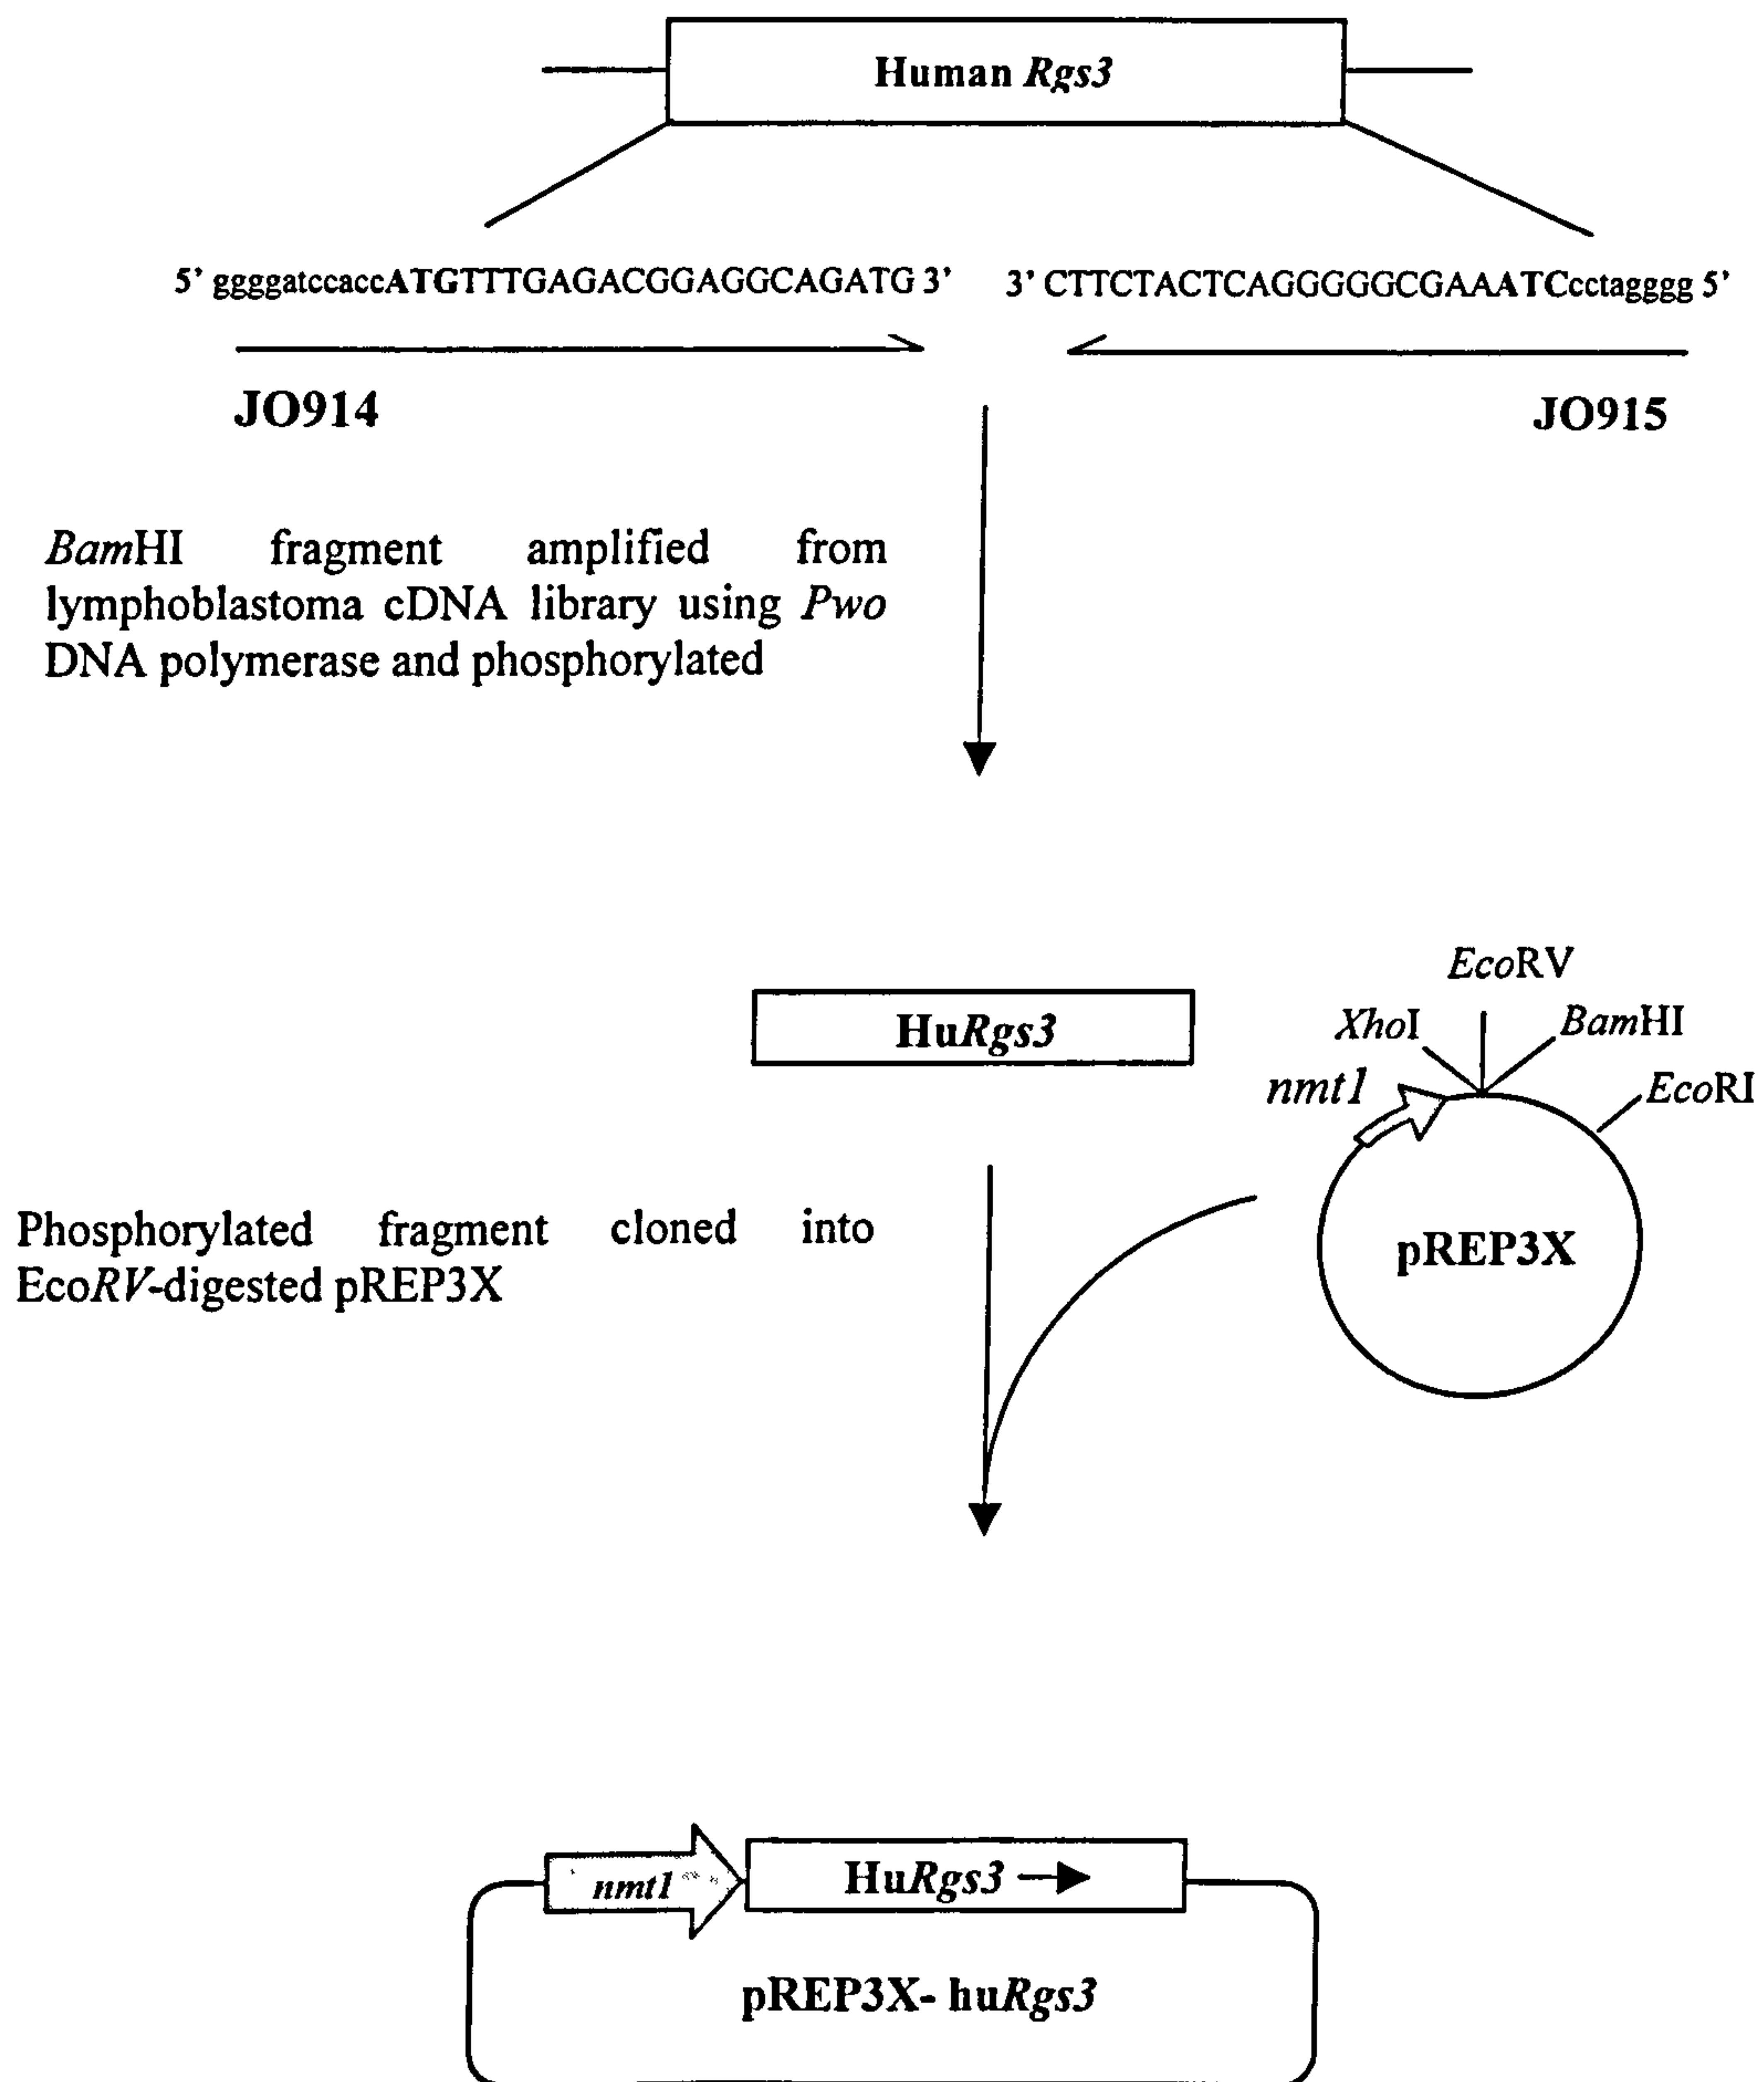 Human Rgs3
5' ggggatccaccATGTTTGAGACGGAGGCAGATG 3'
3' CTTCTACTCAGGGGGCGAAATCcctagggg 5'
JO914
JO915
BamHI fragment amplified from
lymphoblastoma cDNA library using Pwo
DNA polymerase and phosphorylated
HuRgs3
EcoRV
XhoI
BamHI
nmt1
EcoRI
pREP3X
Phosphorylated fragment cloned into
EcoRV-digested pREP3X
nmt1
HuRgs3
pREP3X- huRgs3